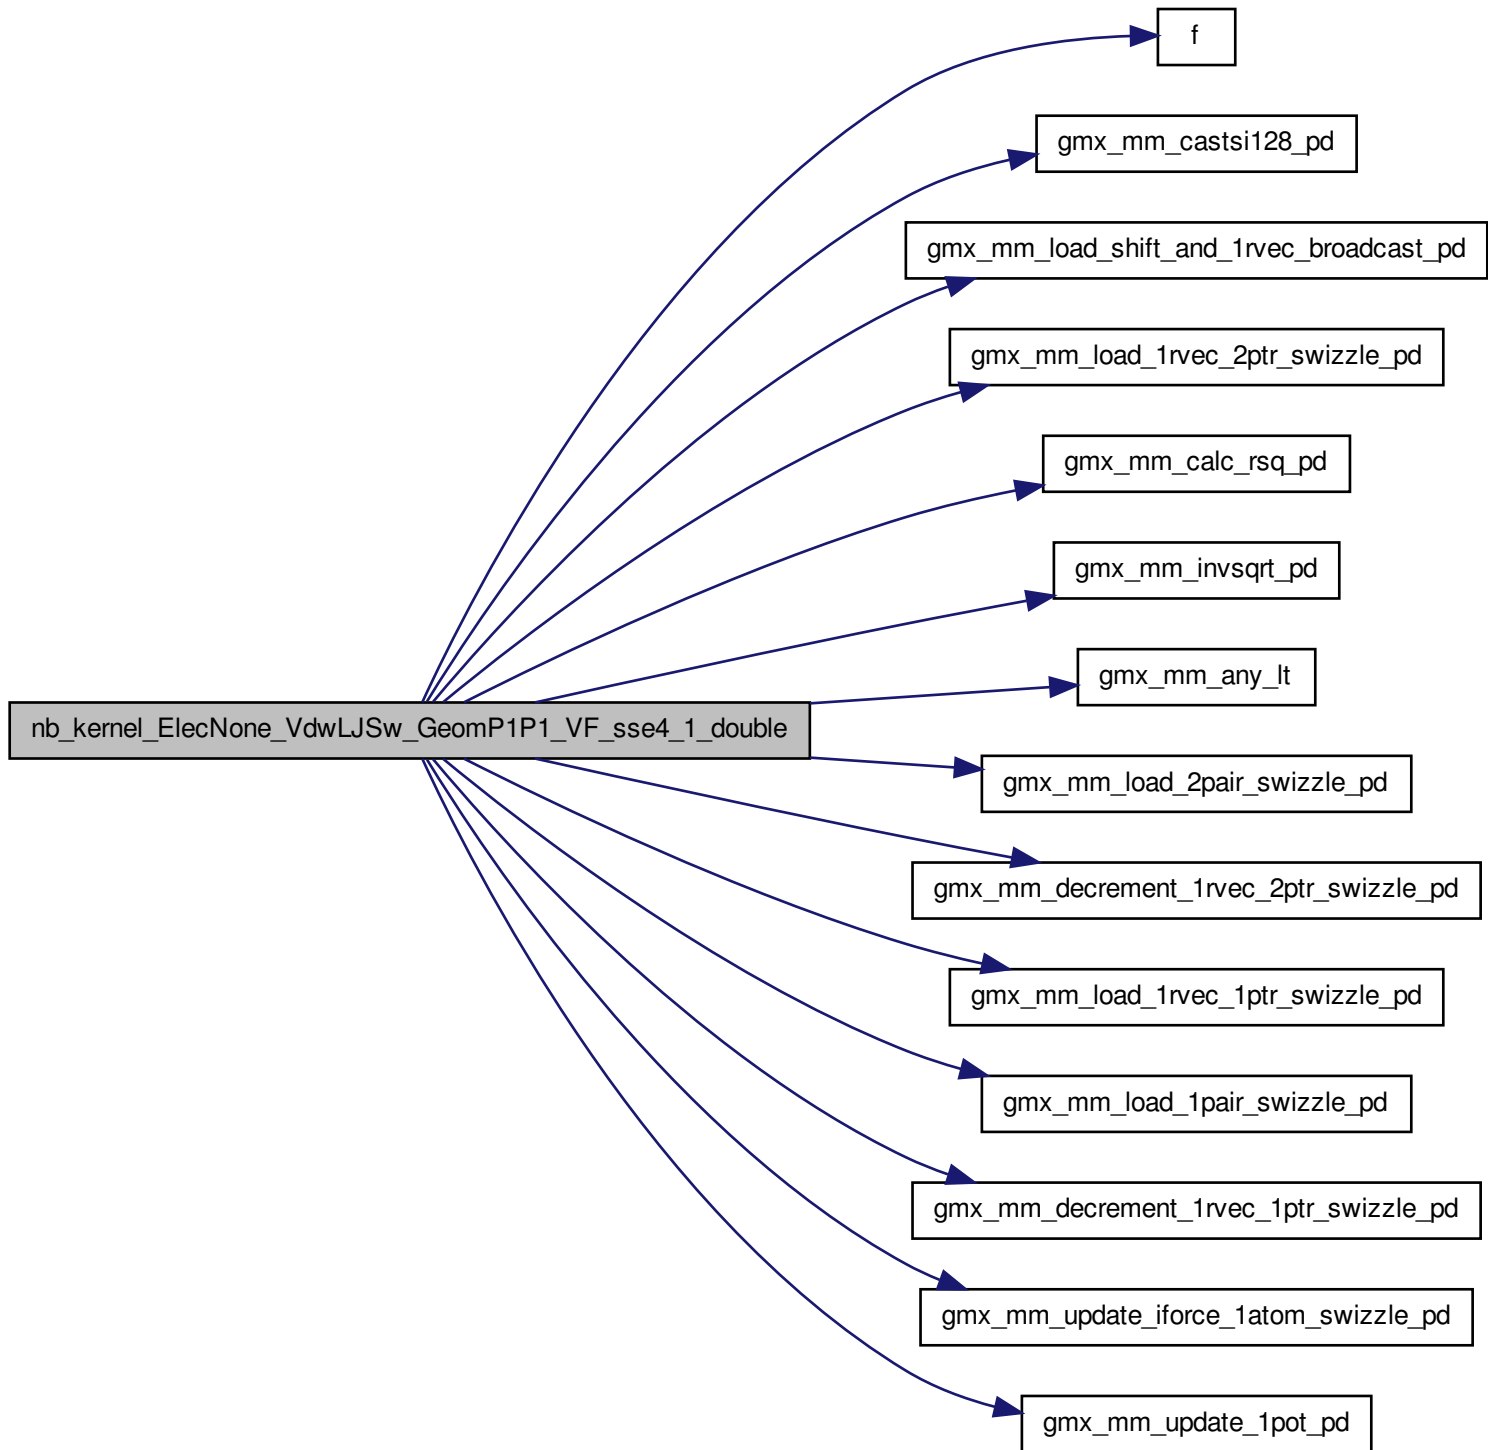 f
gmx_mm_castsi128_pd
gmx_mm_load_shift_and_1rvec_broadcast_pd
gmx_mm_load_1rvec_2ptr_swizzle_pd
gmx_mm_calc_rsq_pd
gmx_mm_invsqrt_pd
gmx_mm_any_lt
nb_kernel_ElecNone_VdwLJSw_GeomP1P1_VF_sse4_1_double
gmx_mm_load_2pair_swizzle_pd
gmx_mm_decrement_1rvec_2ptr_swizzle_pd
gmx_mm_load_1rvec_1ptr_swizzle_pd
gmx_mm_load_1pair_swizzle_pd
gmx_mm_decrement_1rvec_1ptr_swizzle_pd
gmx_mm_update_iforce_1atom_swizzle_pd
gmx_mm_update_1pot_pd